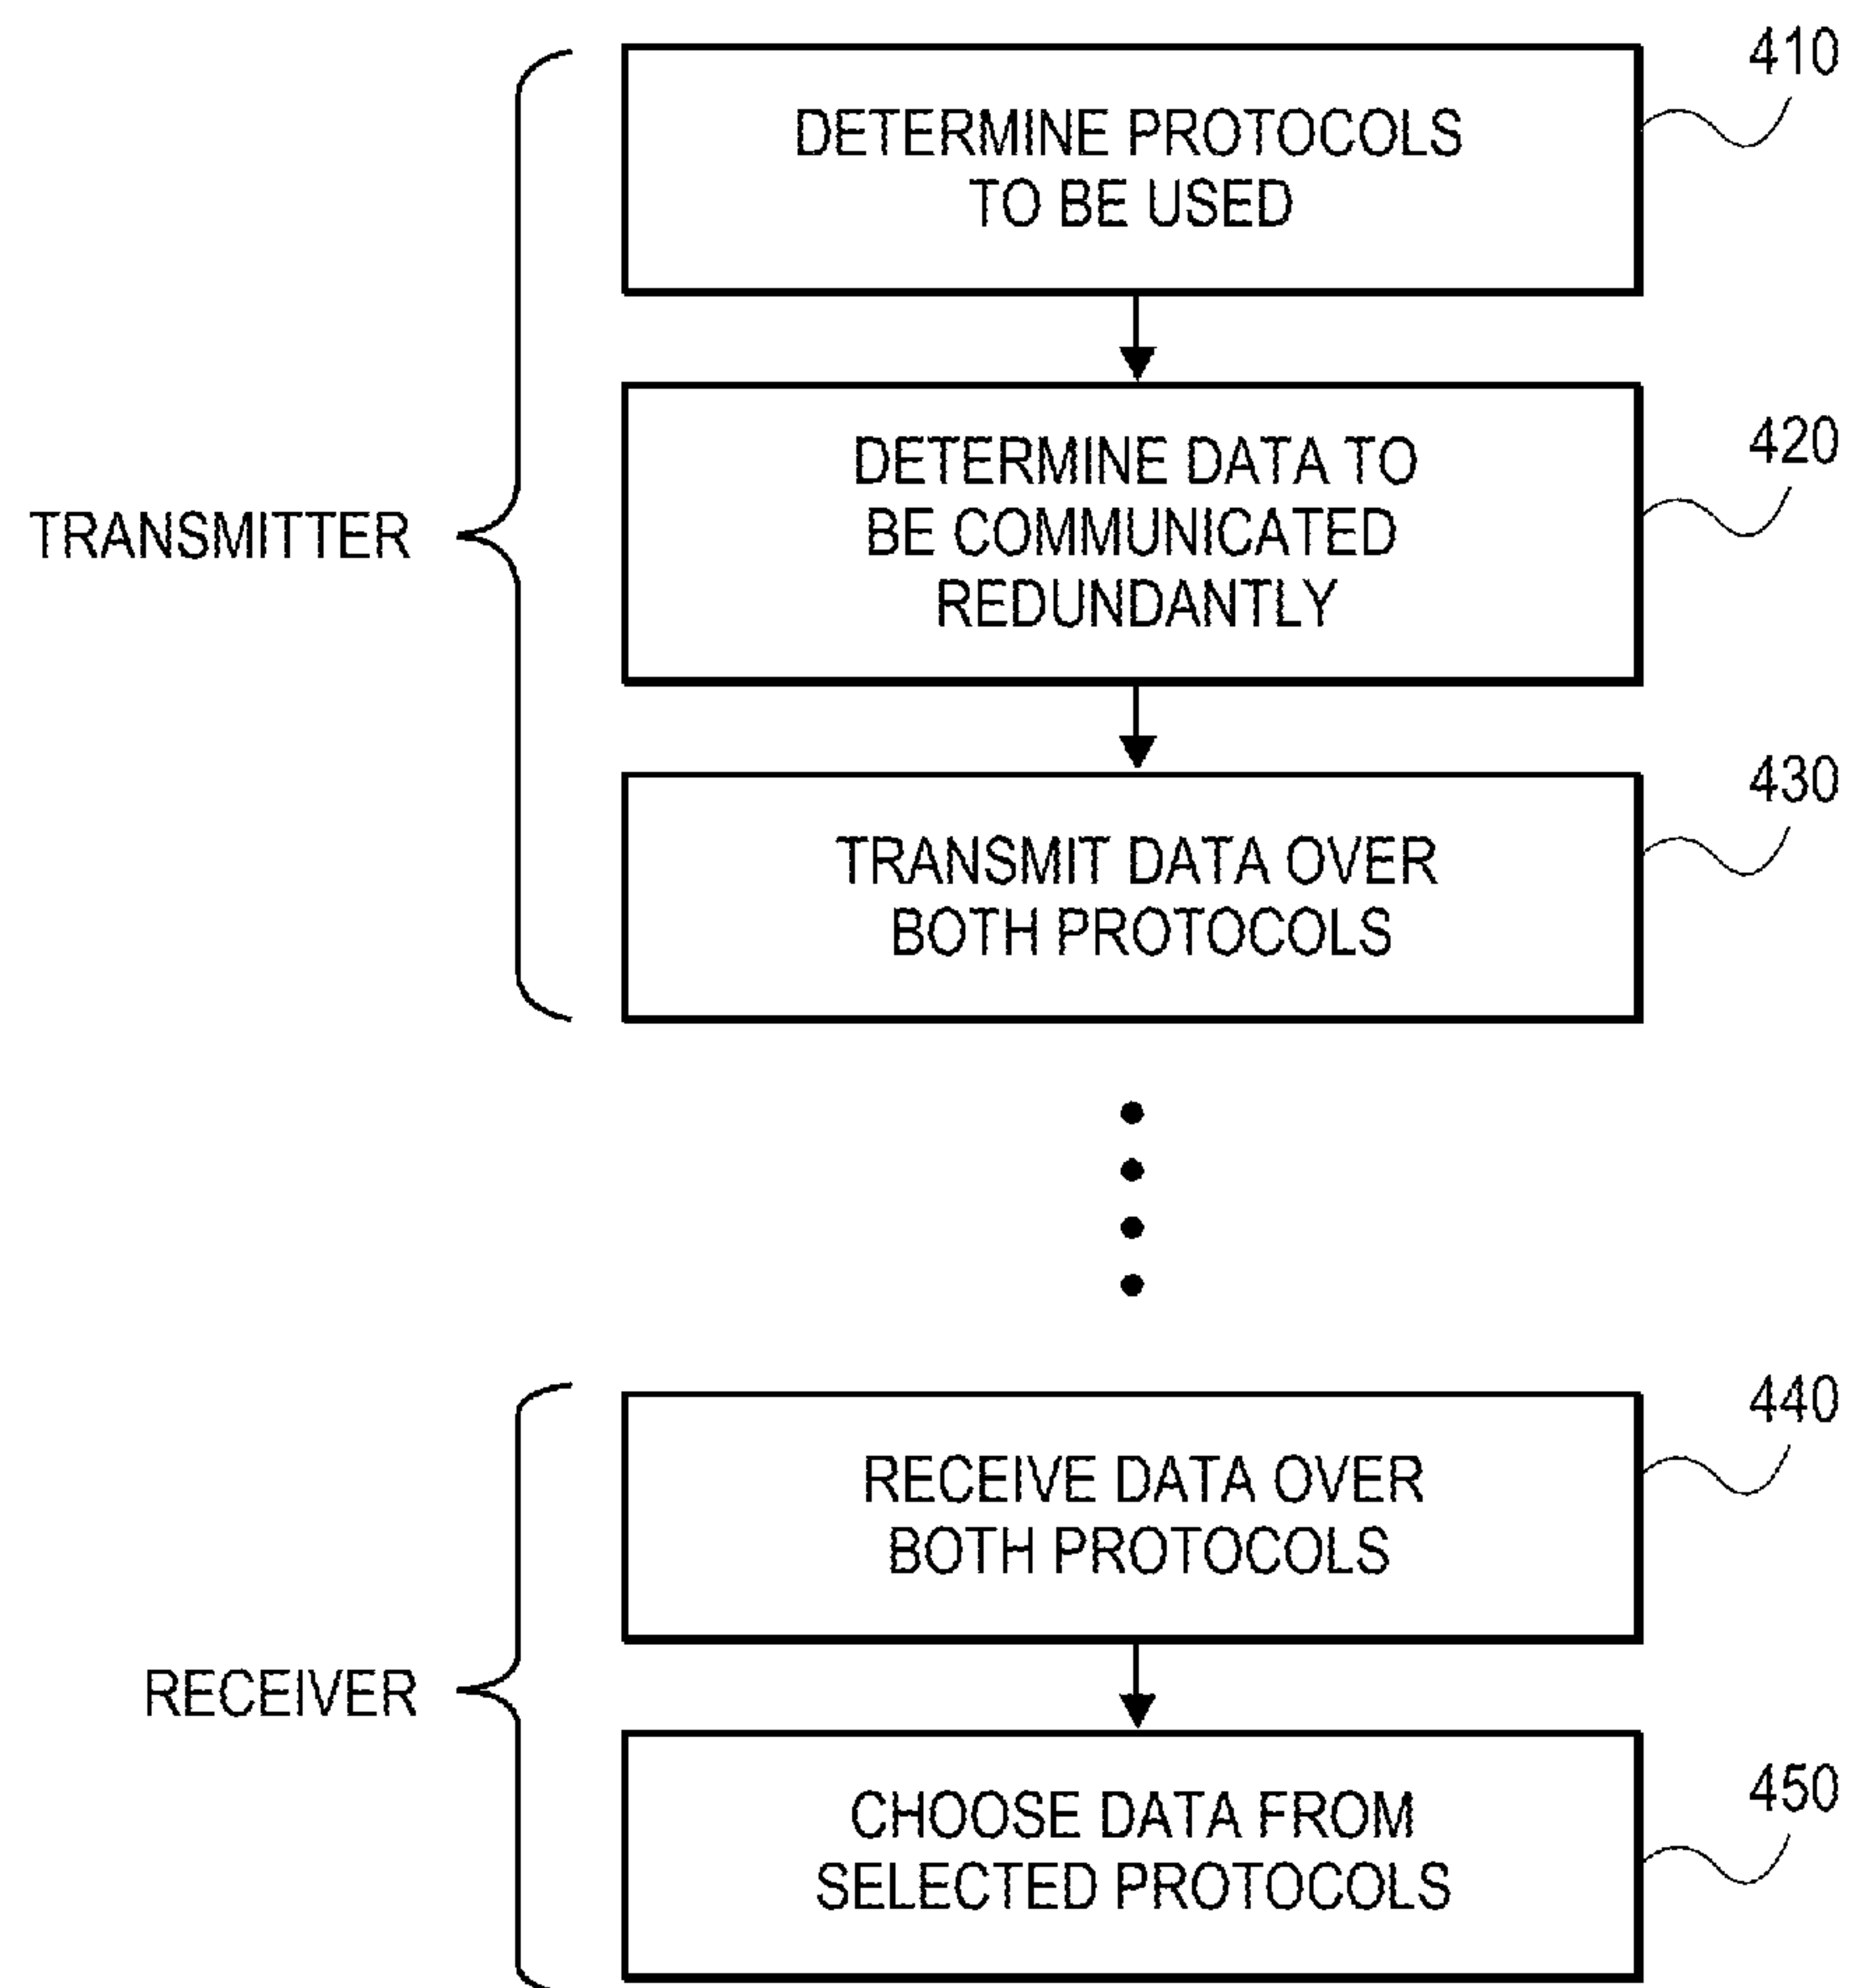 410
DETERMINE PROTOCOLS
TO BE USED
420
DETERMINE DATA TO
BE COMMUNICATED
REDUNDANTLY
TRANSMITTER
430
TRANSMIT DATA OVER
BOTH PROTOCOLS
440
RECEIVE DATA OVER
BOTH PROTOCOLS
RECEIVER
450
CHOOSE DATA FROM
SELECTED PROTOCOLS